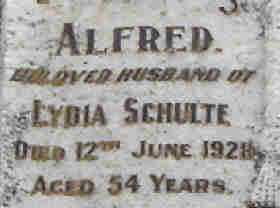 ALFRED.
BELOVED HUSBAND OF
LYDIA SCHULTE
DIED 12TH JUNE 1928.
AGED 54 YEARS.